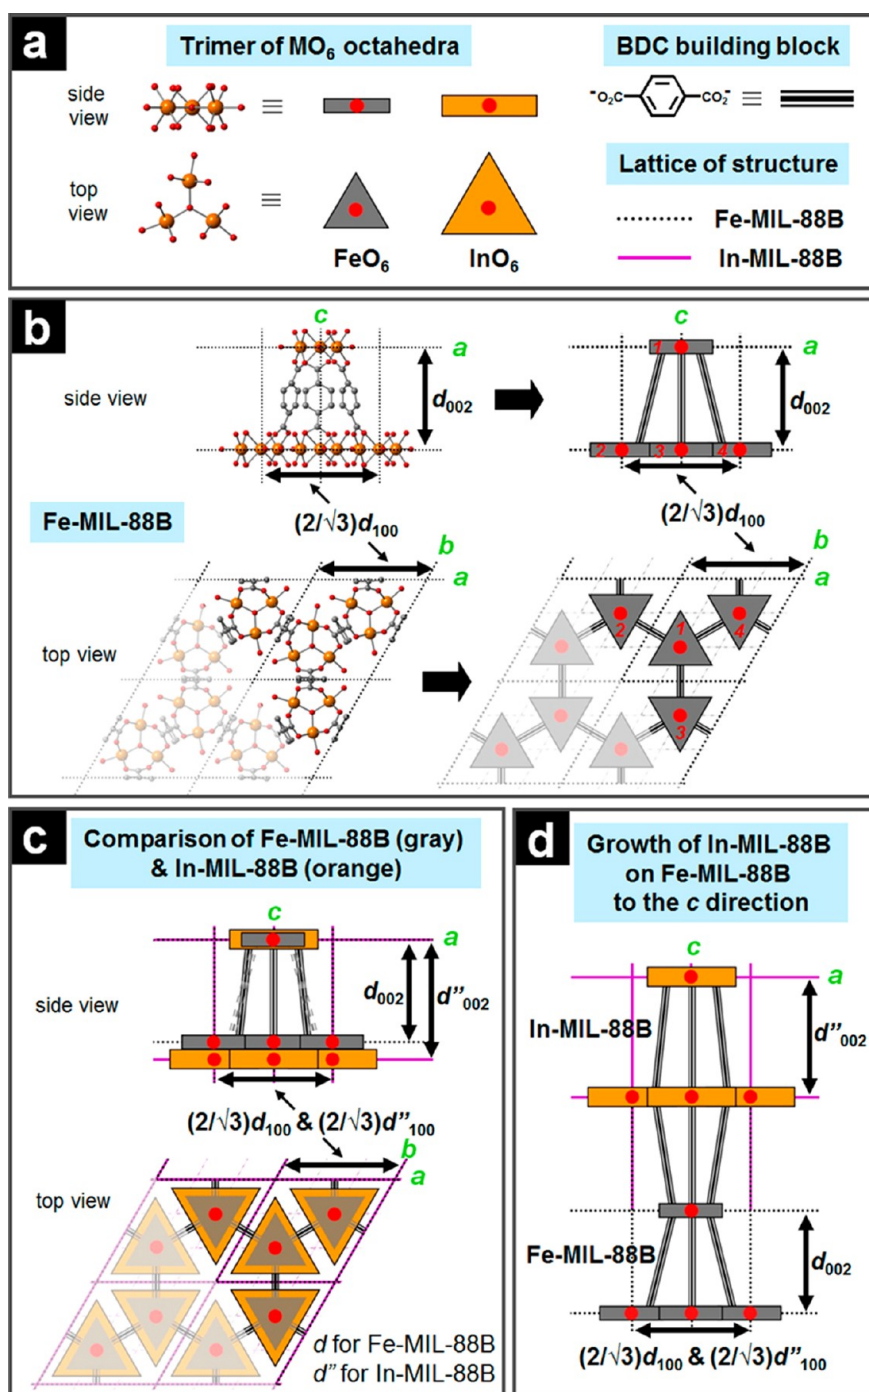 a
Trimer of MO₆ octahedra
BDC building block
side
view
≡
⁻O₂C
CO₂⁻
≡
Lattice of structure
top
view
≡
Fe-MIL-88B
In-MIL-88B
FeO₆
InO₆
b
c
c
a
a
1
side view
d₀₀₂
d₀₀₂
2
3
4
(2/√3)d₁₀₀
(2/√3)d₁₀₀
Fe-MIL-88B
b
a
b
a
2
1
4
top view
3
c
Comparison of Fe-MIL-88B (gray)
& In-MIL-88B (orange)
c
a
side view
d₀₀₂
d"₀₀₂
(2/√3)d₁₀₀ & (2/√3)d"₁₀₀
b
a
top view
d for Fe-MIL-88B
d" for In-MIL-88B
d
Growth of In-MIL-88B
on Fe-MIL-88B
to the c direction
c
a
In-MIL-88B
d"₀₀₂
Fe-MIL-88B
d₀₀₂
(2/√3)d₁₀₀ & (2/√3)d"₁₀₀